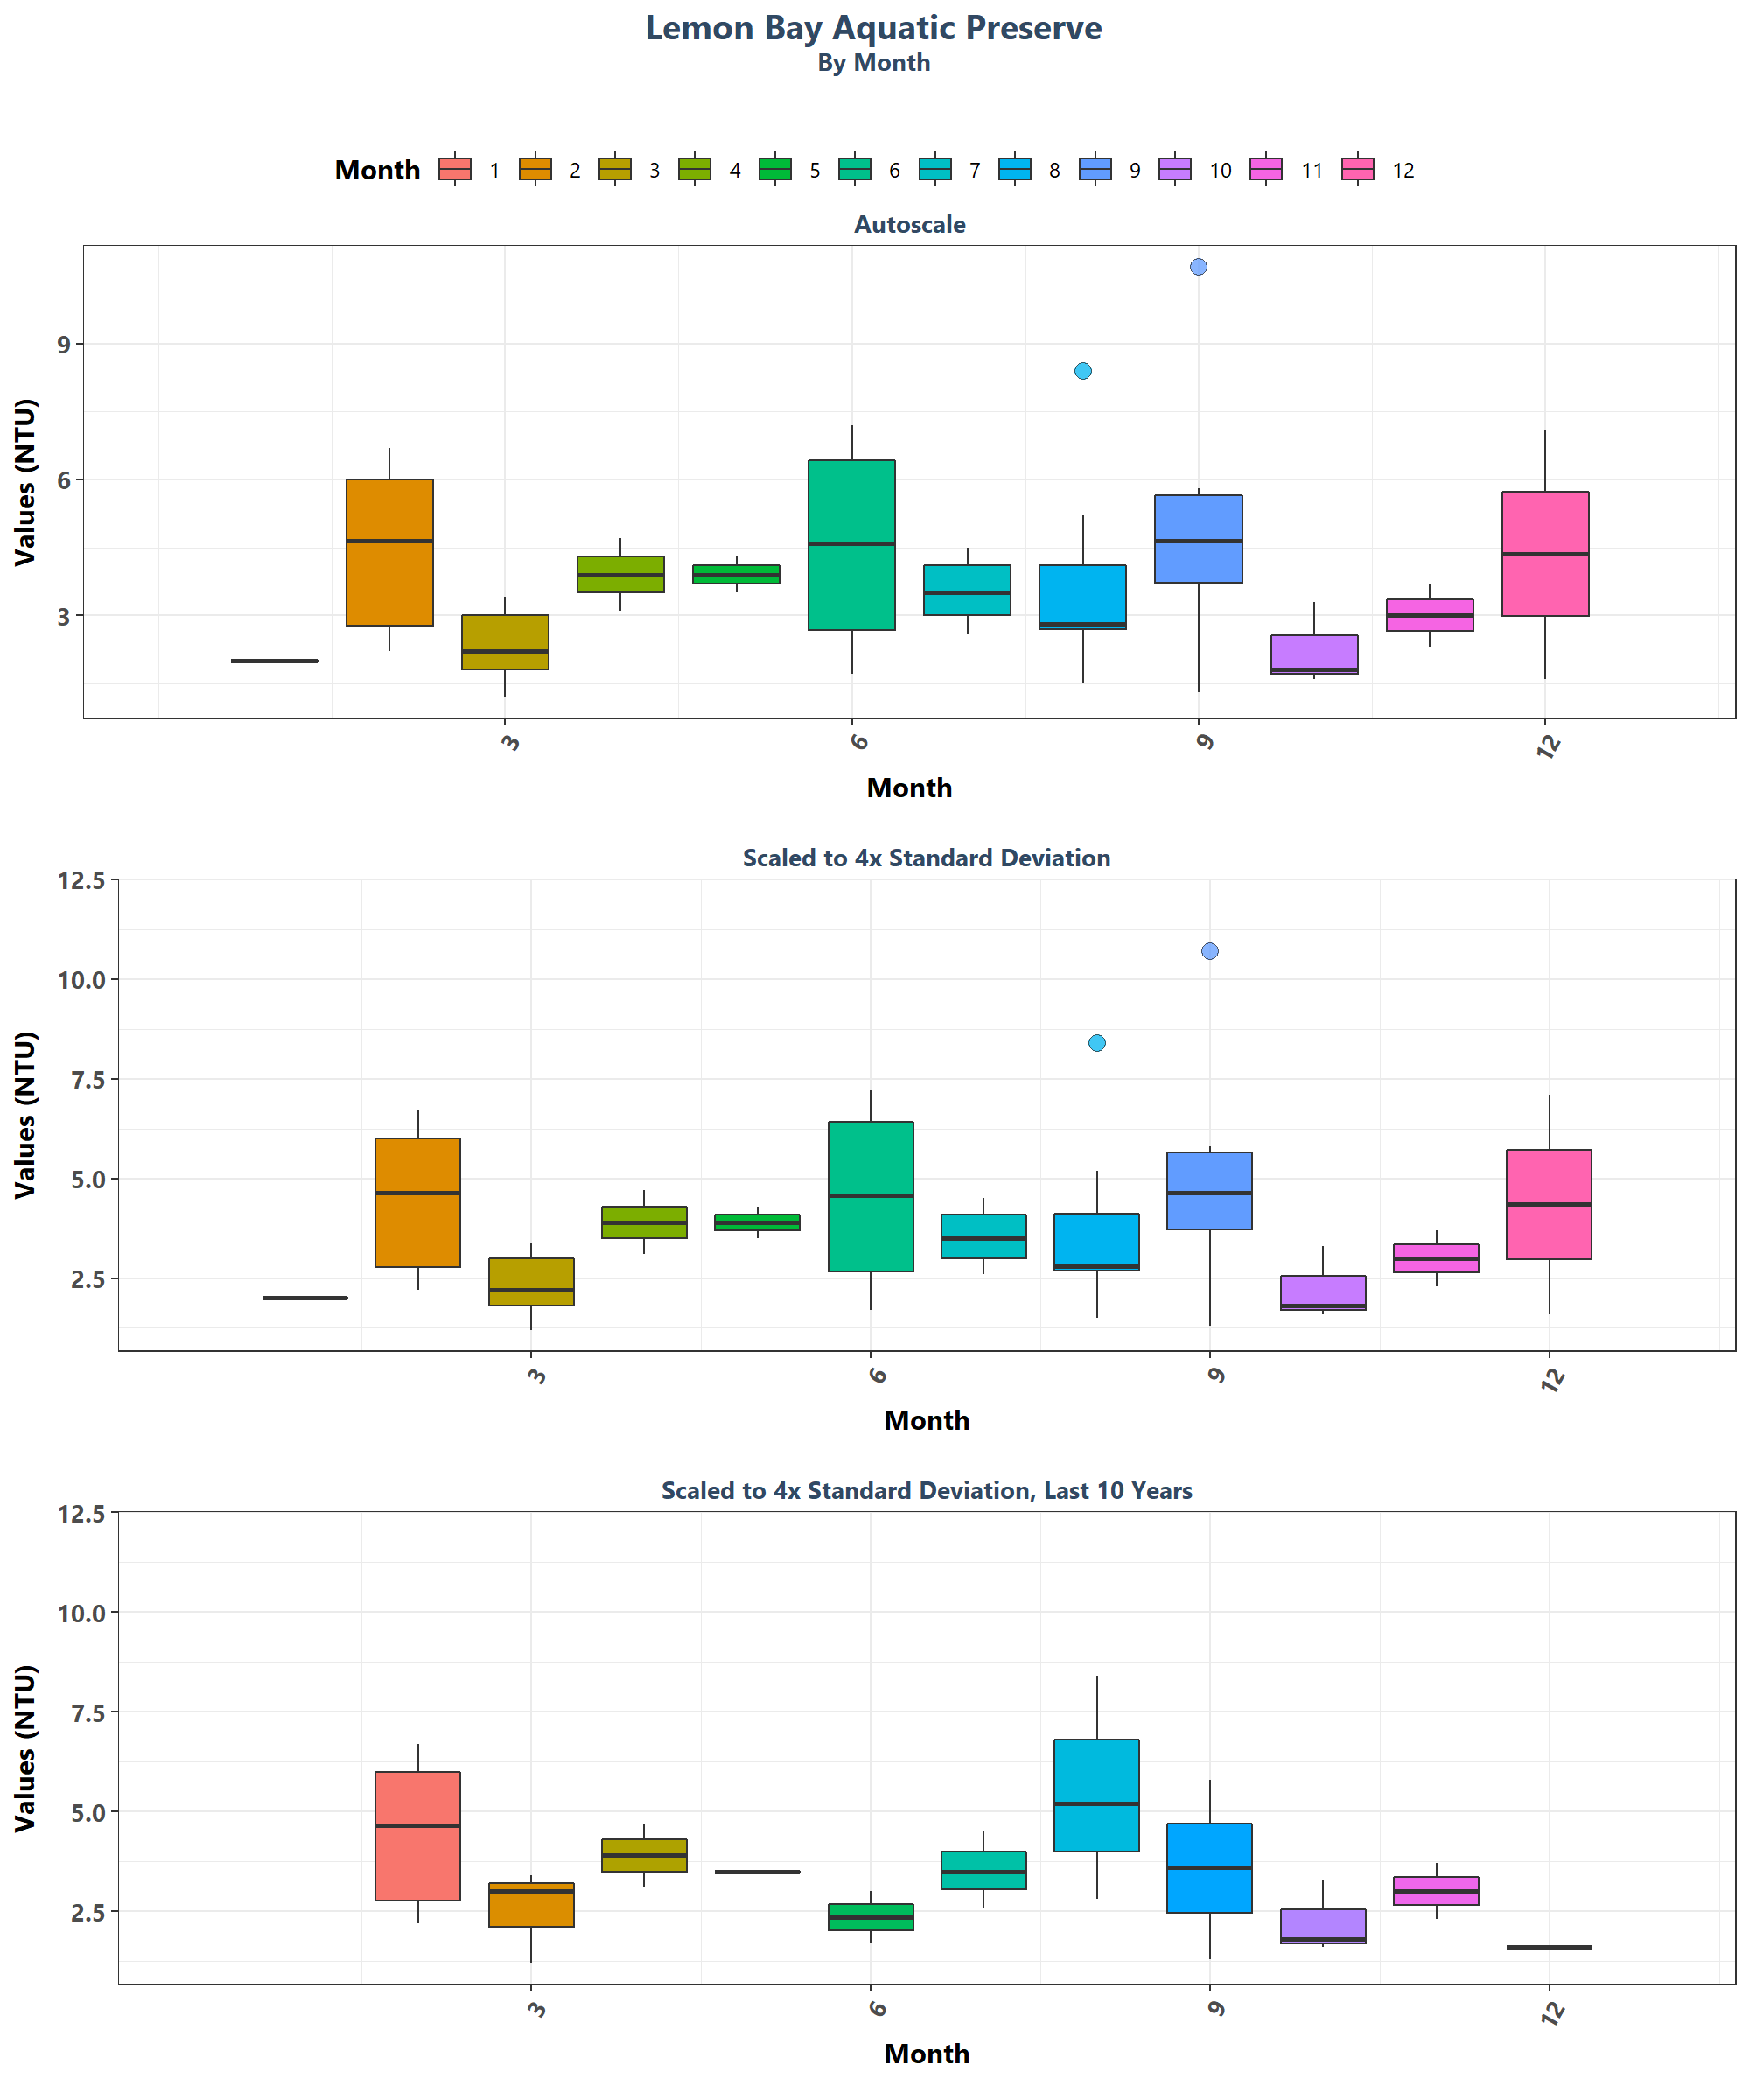 Lemon Bay Aquatic Preserve
By Month
Month 1 2 3 4 5 6 7 8 9 10 11 12
Autoscale
Values (NTU)
9
6
3
3 6 9 12
Month
Scaled to 4x Standard Deviation
Values (NTU)
12.5
10.0
7.5
5.0
2.5
3 6 9 12
Month
Scaled to 4x Standard Deviation, Last 10 Years
Values (NTU)
12.5
10.0
7.5
5.0
2.5
3 6 9 12
Month